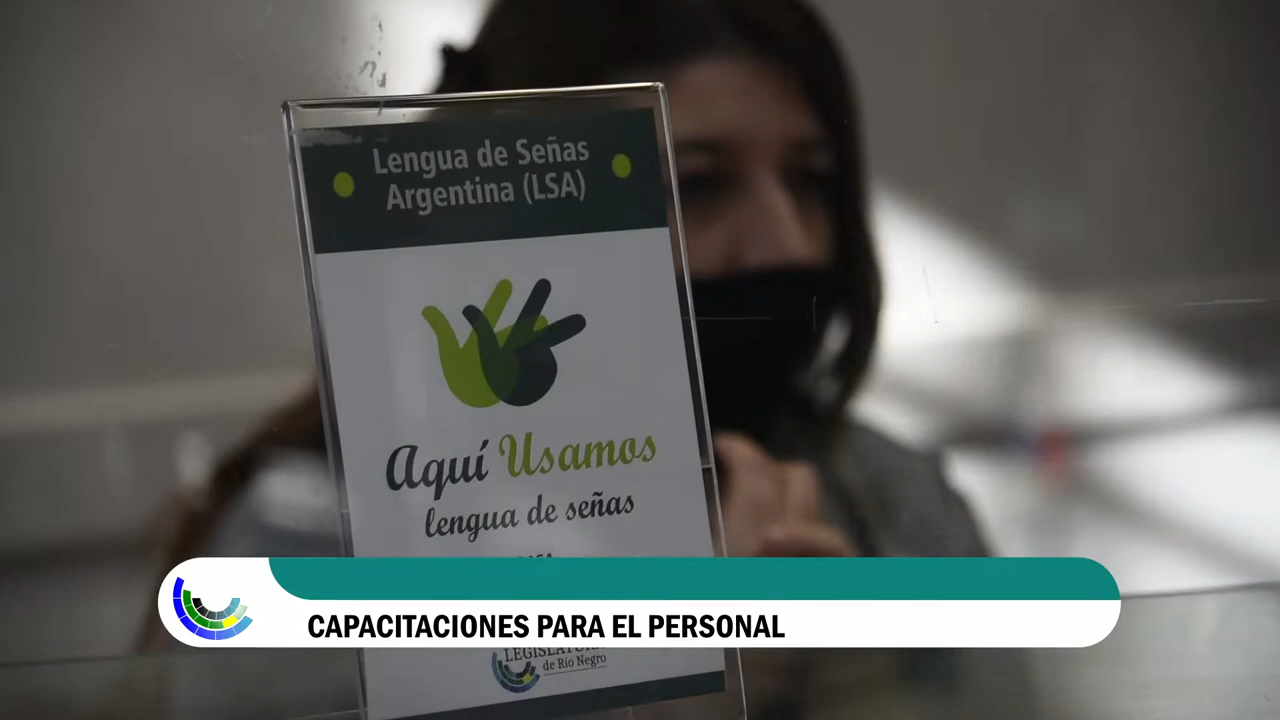 Lengua de Señas
Argentina (LSA)
Aquí Usamos
lengua de señas
CAPACITACIONES PARA EL PERSONAL
de Río Negro